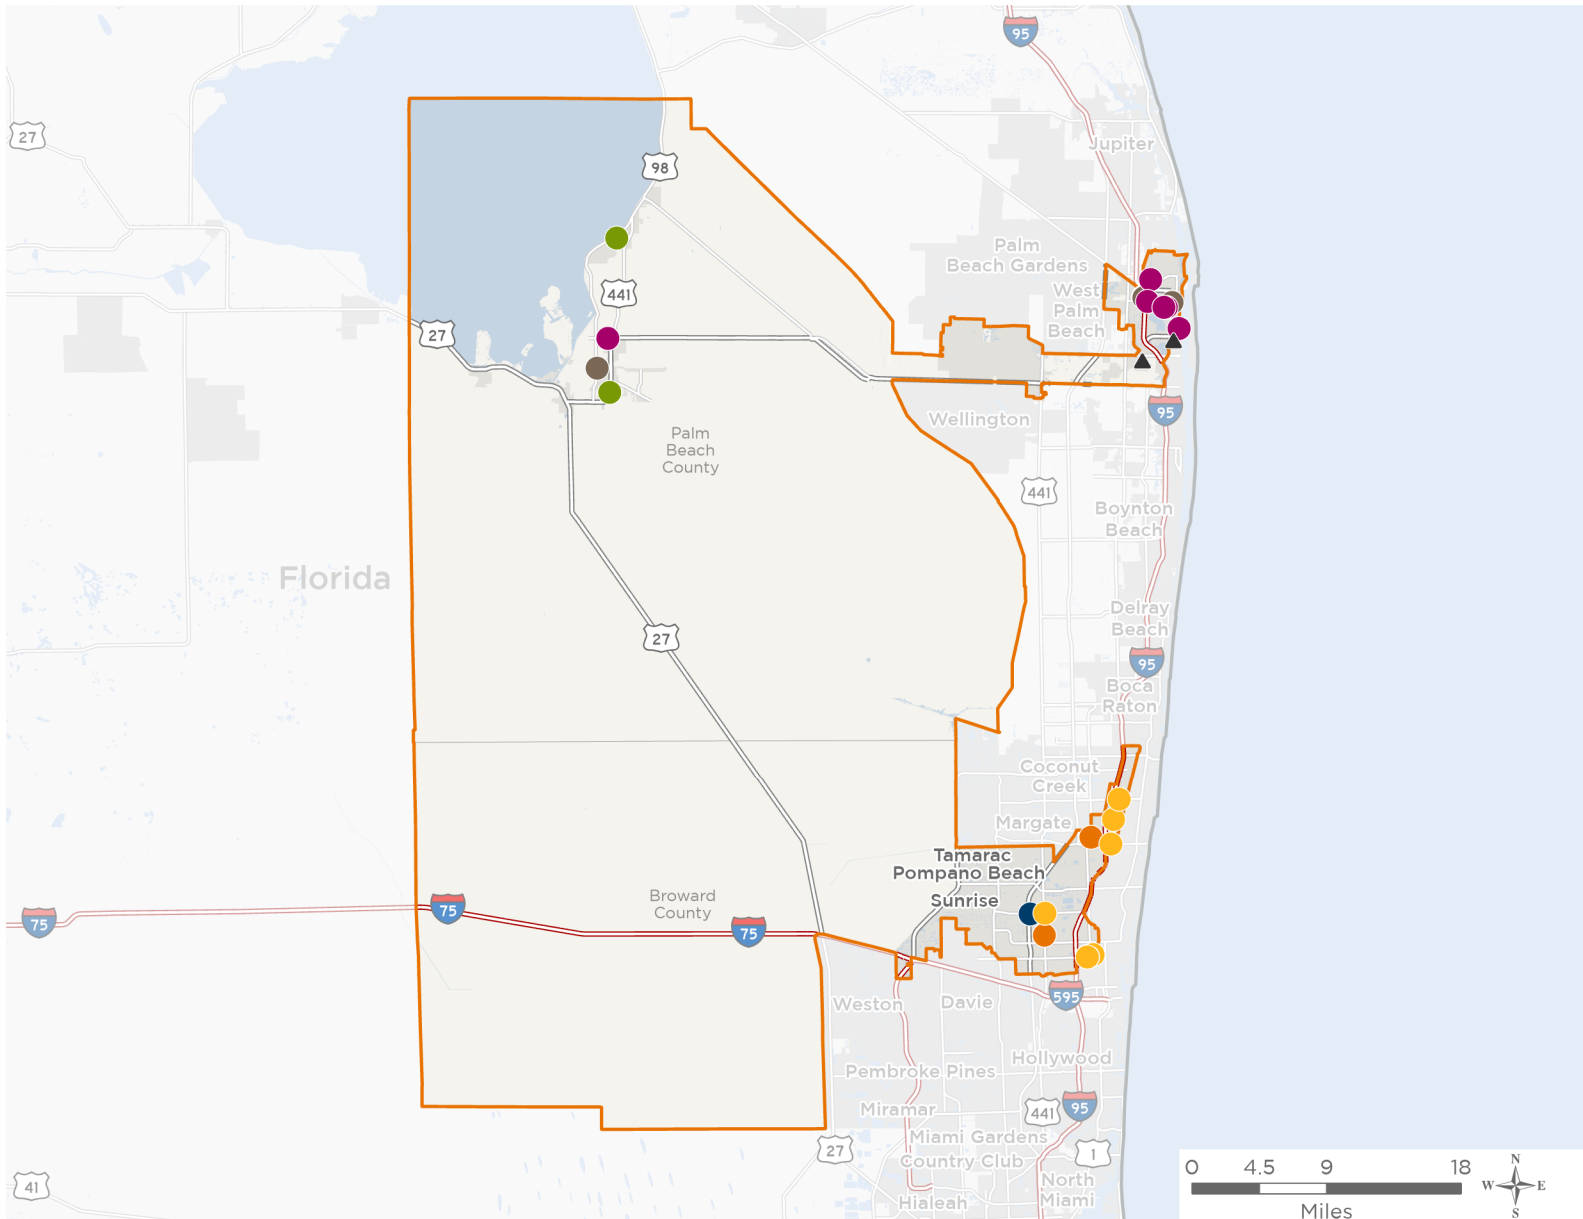 95
27
Jupiter
98
Palm
Beach Gardens
441
West
Palm
Beach
27
95
Wellington
Palm
Beach
County
441
Boynton
Beach
Florida
Delray
Beach
27
95
Boca
Raton
Coconut
Creek
Margate
Tamarac
Pompano Beach
Sunrise
Broward
County
75
75
75
595
Weston
Davie
Hollywood
Pembroke Pines
Miramar
441
95
Miami Gardens
27
Country Club
1
North
Miami
Hialeah
41
0 4.5 9 18
Miles
N
W E
S